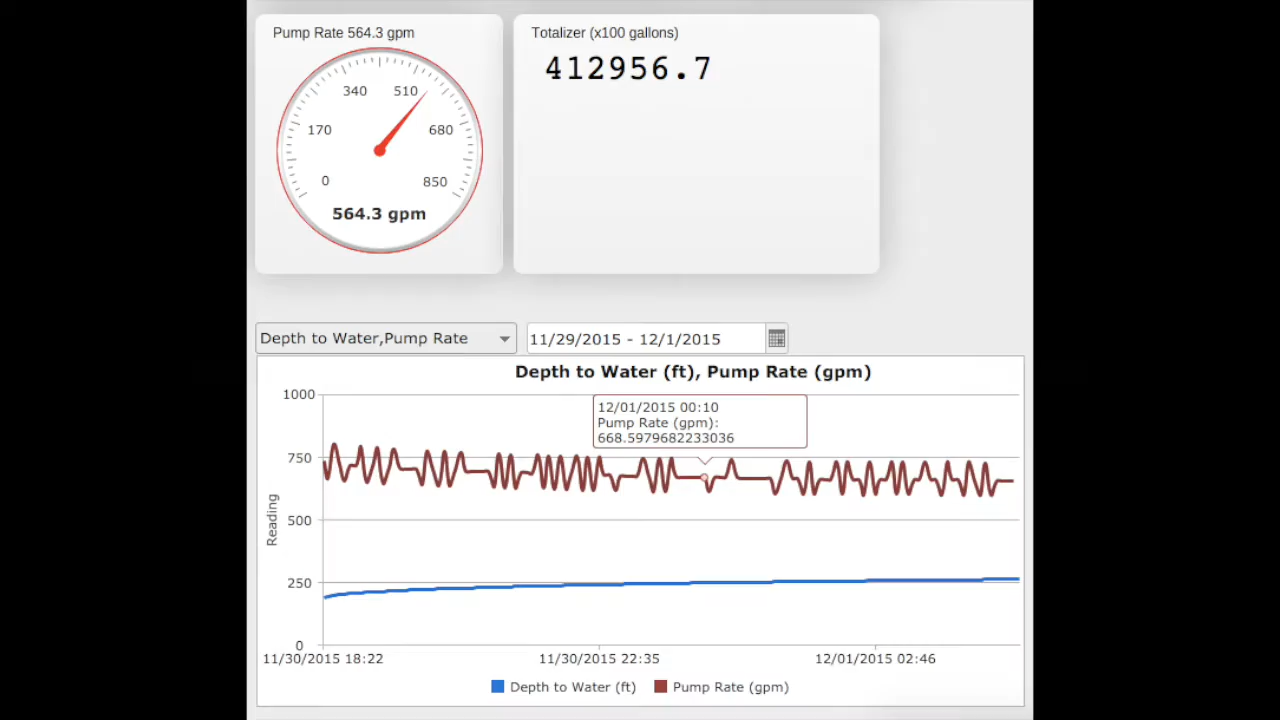 Pump Rate 564.3 gpm
Totalizer (x100 gallons)
412956.7
340
510
170
680
0
850
564.3 gpm
Depth to Water,Pump Rate
11/29/2015 - 12/1/2015
Depth to Water (ft), Pump Rate (gpm)
1000
12/01/2015 00:10
Pump Rate (gpm):
668.5979682233036
750
500
Reading
250
0
11/30/2015 18:22
11/30/2015 22:35
12/01/2015 02:46
Depth to Water (ft)
Pump Rate (gpm)